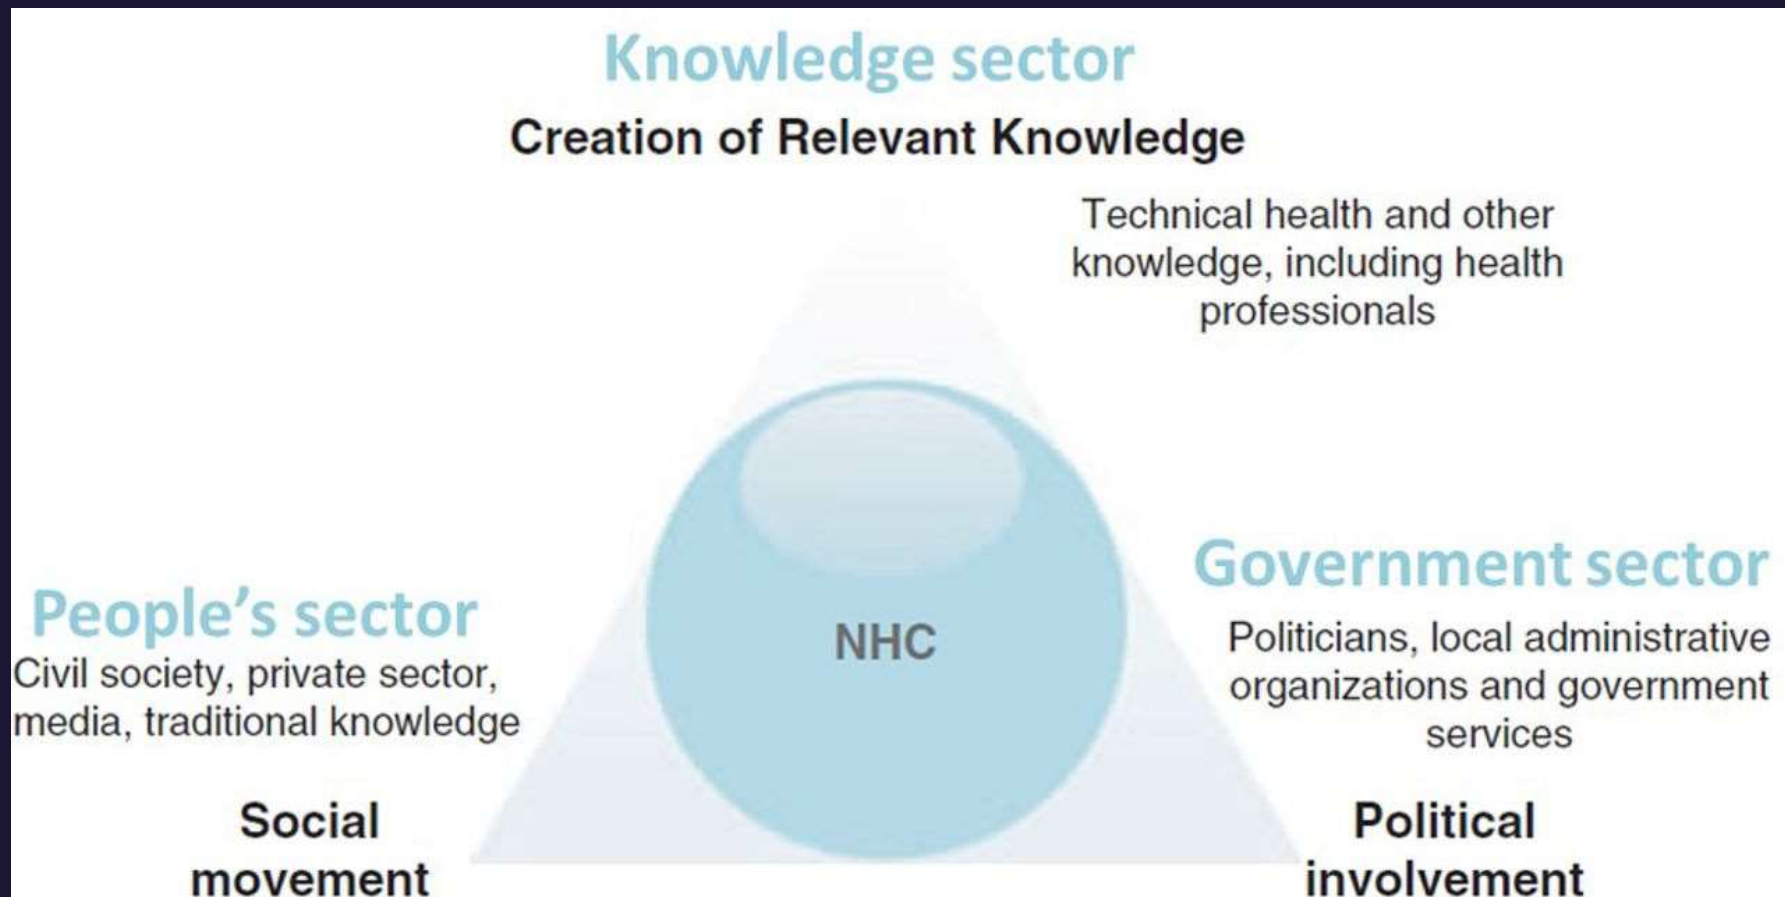 Knowledge sector
Creation of Relevant Knowledge
Technical health and other
knowledge, including health
professionals
NHC
People’s sector
Civil society, private sector,
media, traditional knowledge
Social
movement
Government sector
Politicians, local administrative
organizations and government
services
Political
involvement